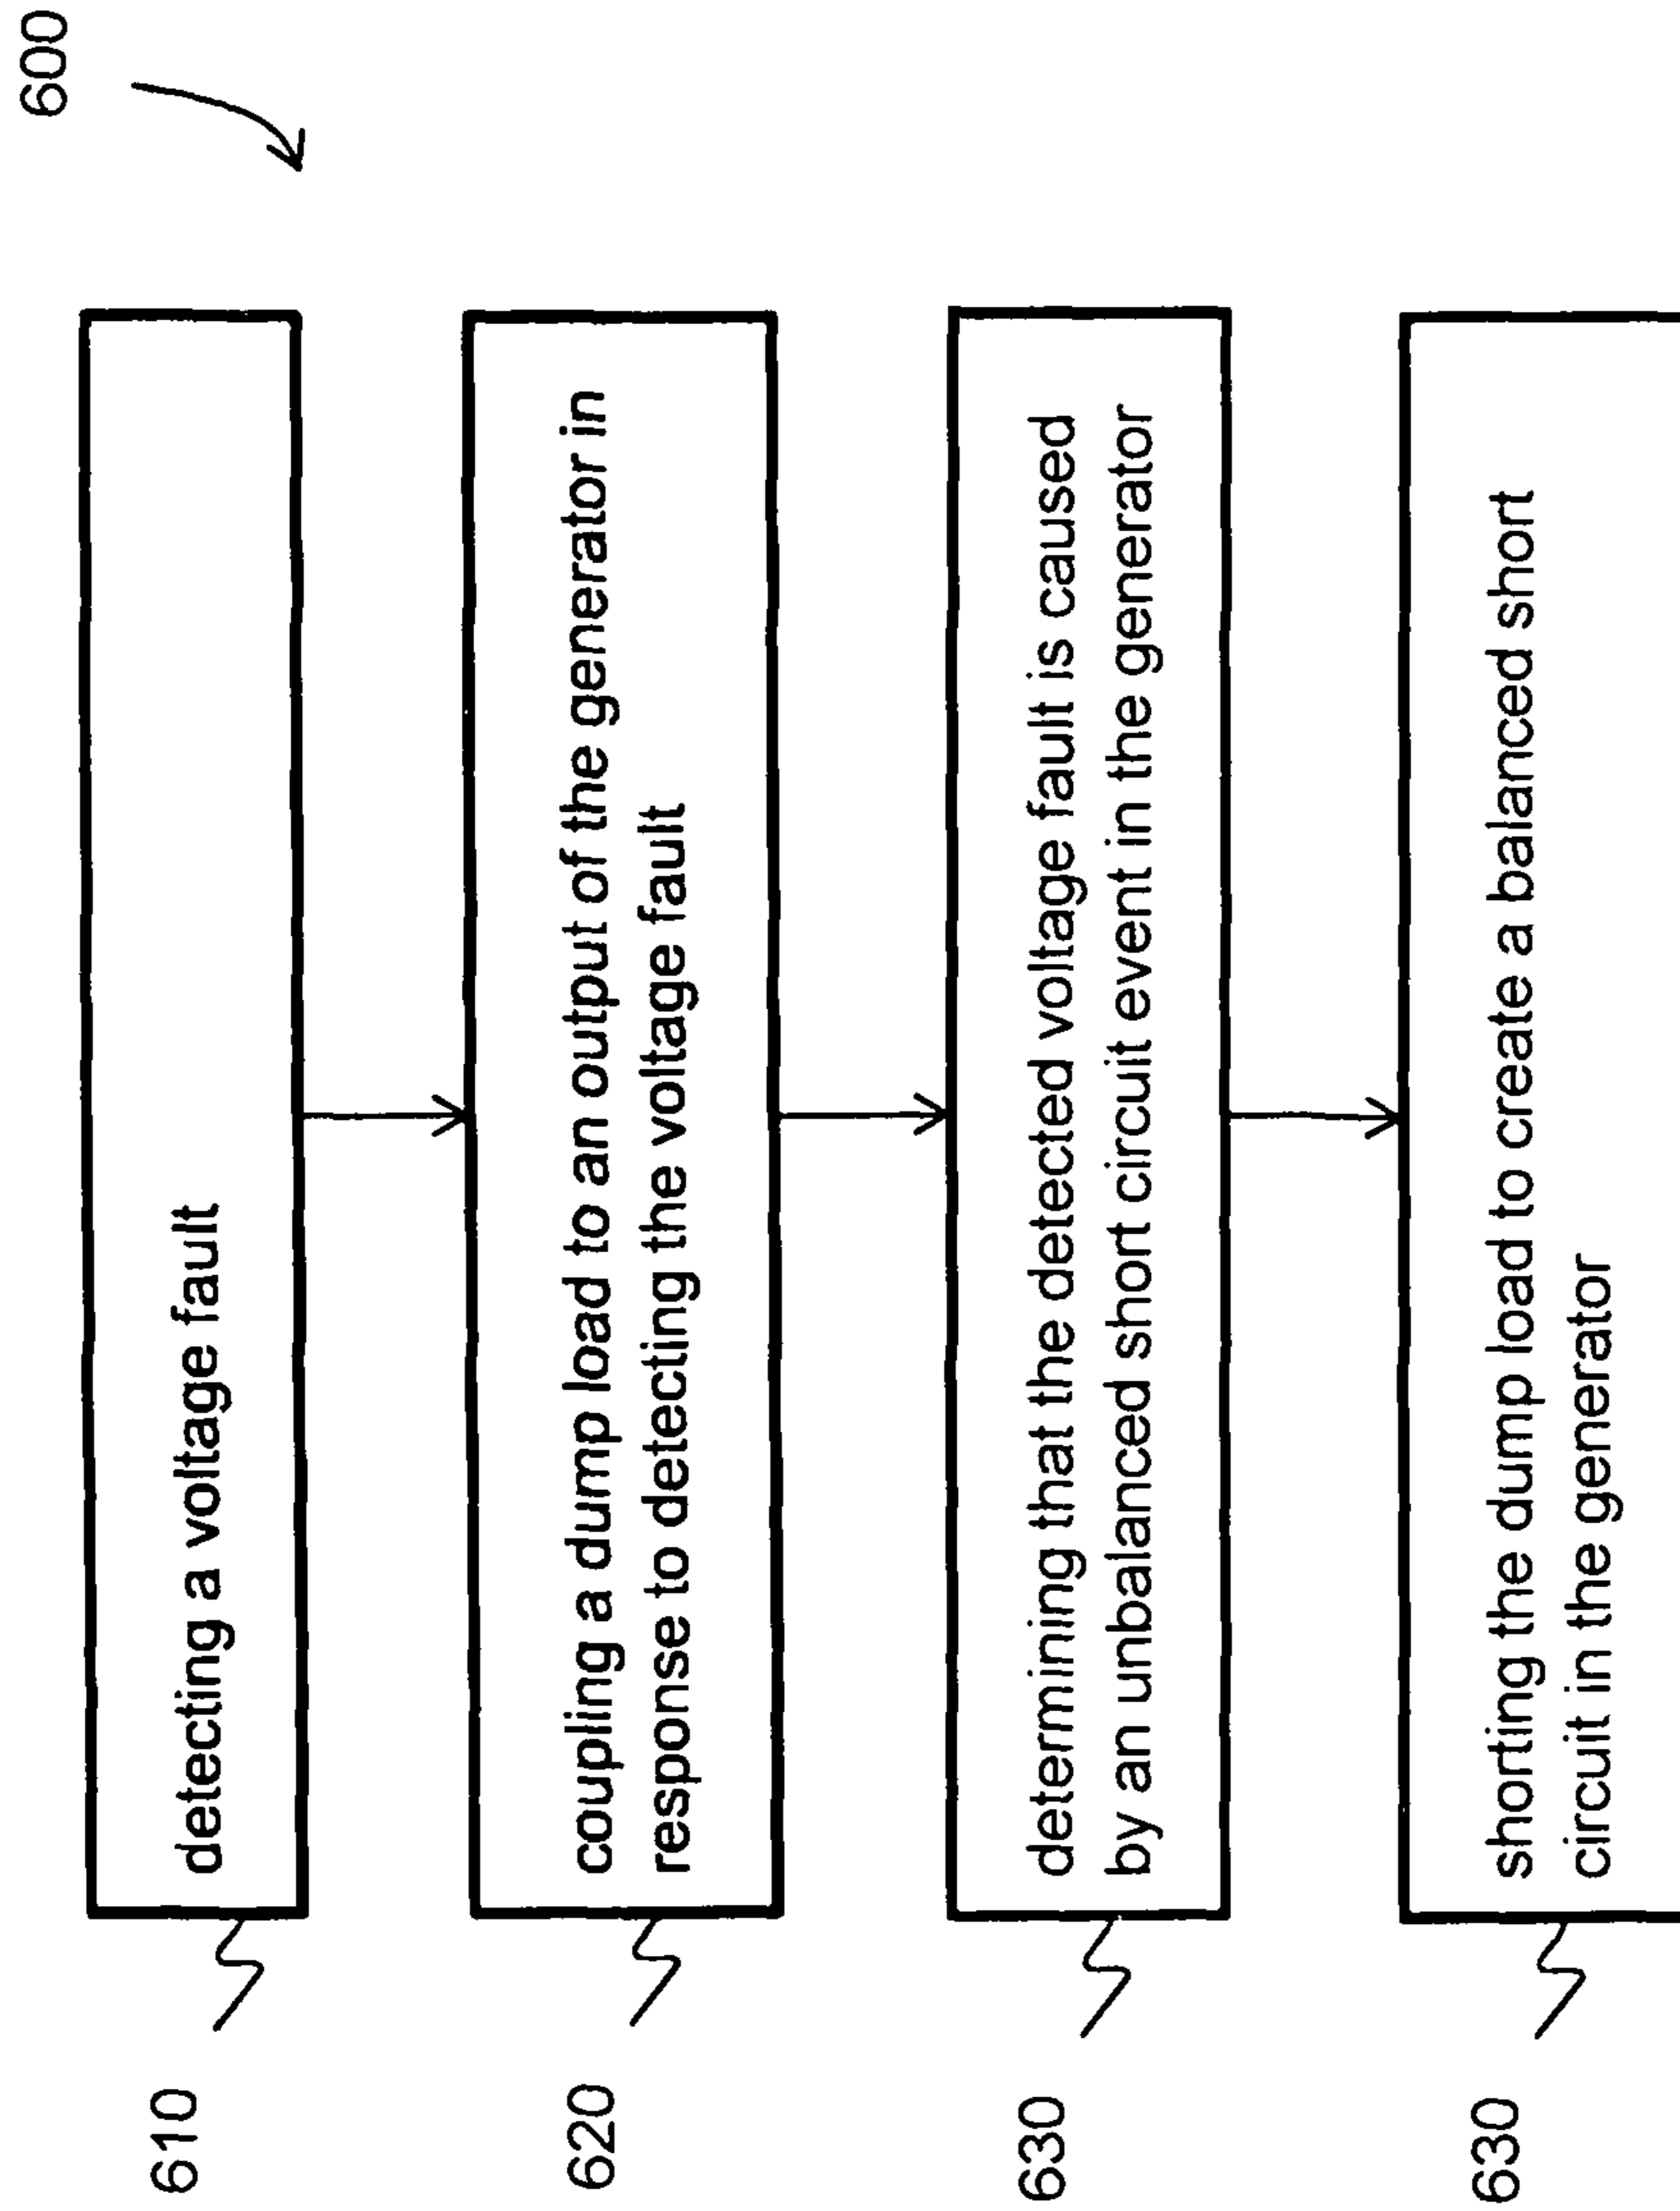 600
610
detecting a voltage fault
620
coupling a dump load to an output of the generator in
response to detecting the voltage fault
630
determining that the detected voltage fault is caused
by an unbalanced short circuit event in the generator
630
shorting the dump load to create a balanced short
circuit in the generator